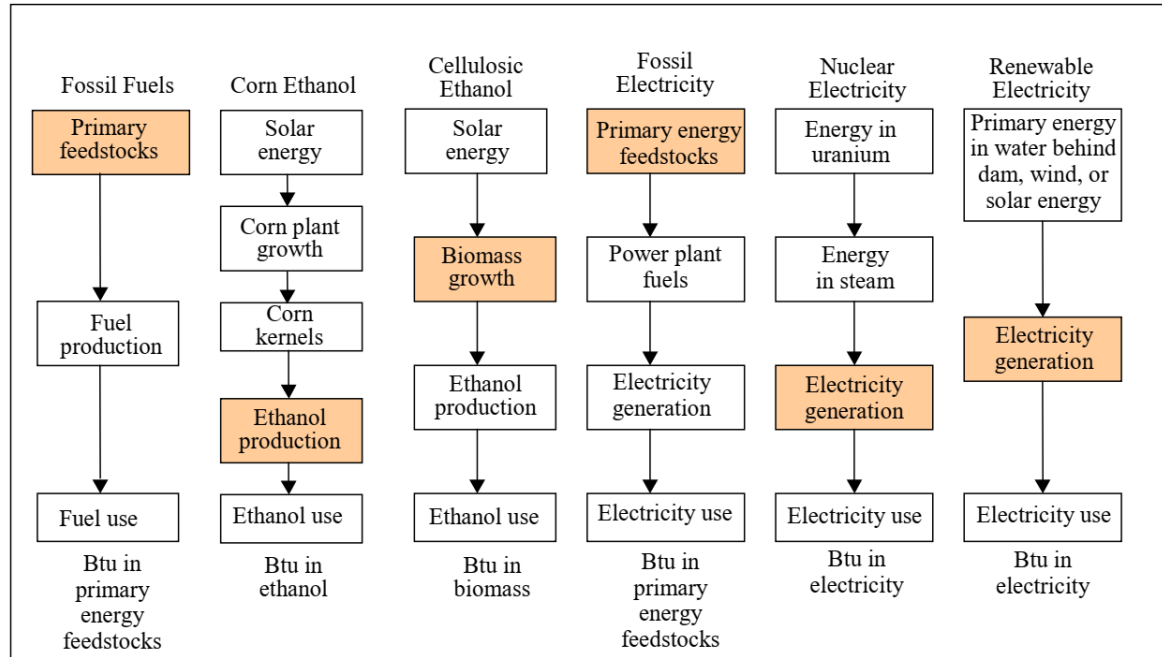 Fossil Fuels
Primary
feedstocks
Fuel
production
Fuel use
Btu in
primary
energy
feedstocks
Corn Ethanol
Solar
energy
Corn plant
growth
Corn
kernels
Ethanol
production
Ethanol use
Btu in
ethanol
Cellulosic
Ethanol
Solar
energy
Biomass
growth
Ethanol
production
Ethanol use
Btu in
biomass
Fossil
Electricity
Primary energy
feedstocks
Power plant
fuels
Electricity
generation
Electricity use
Btu in
primary
energy
feedstocks
Nuclear
Electricity
Energy in
uranium
Energy
in steam
Electricity
generation
Electricity use
Btu in
electricity
Renewable
Electricity
Primary energy
in water behind
dam, wind, or
solar energy
Electricity
generation
Electricity use
Btu in
electricity